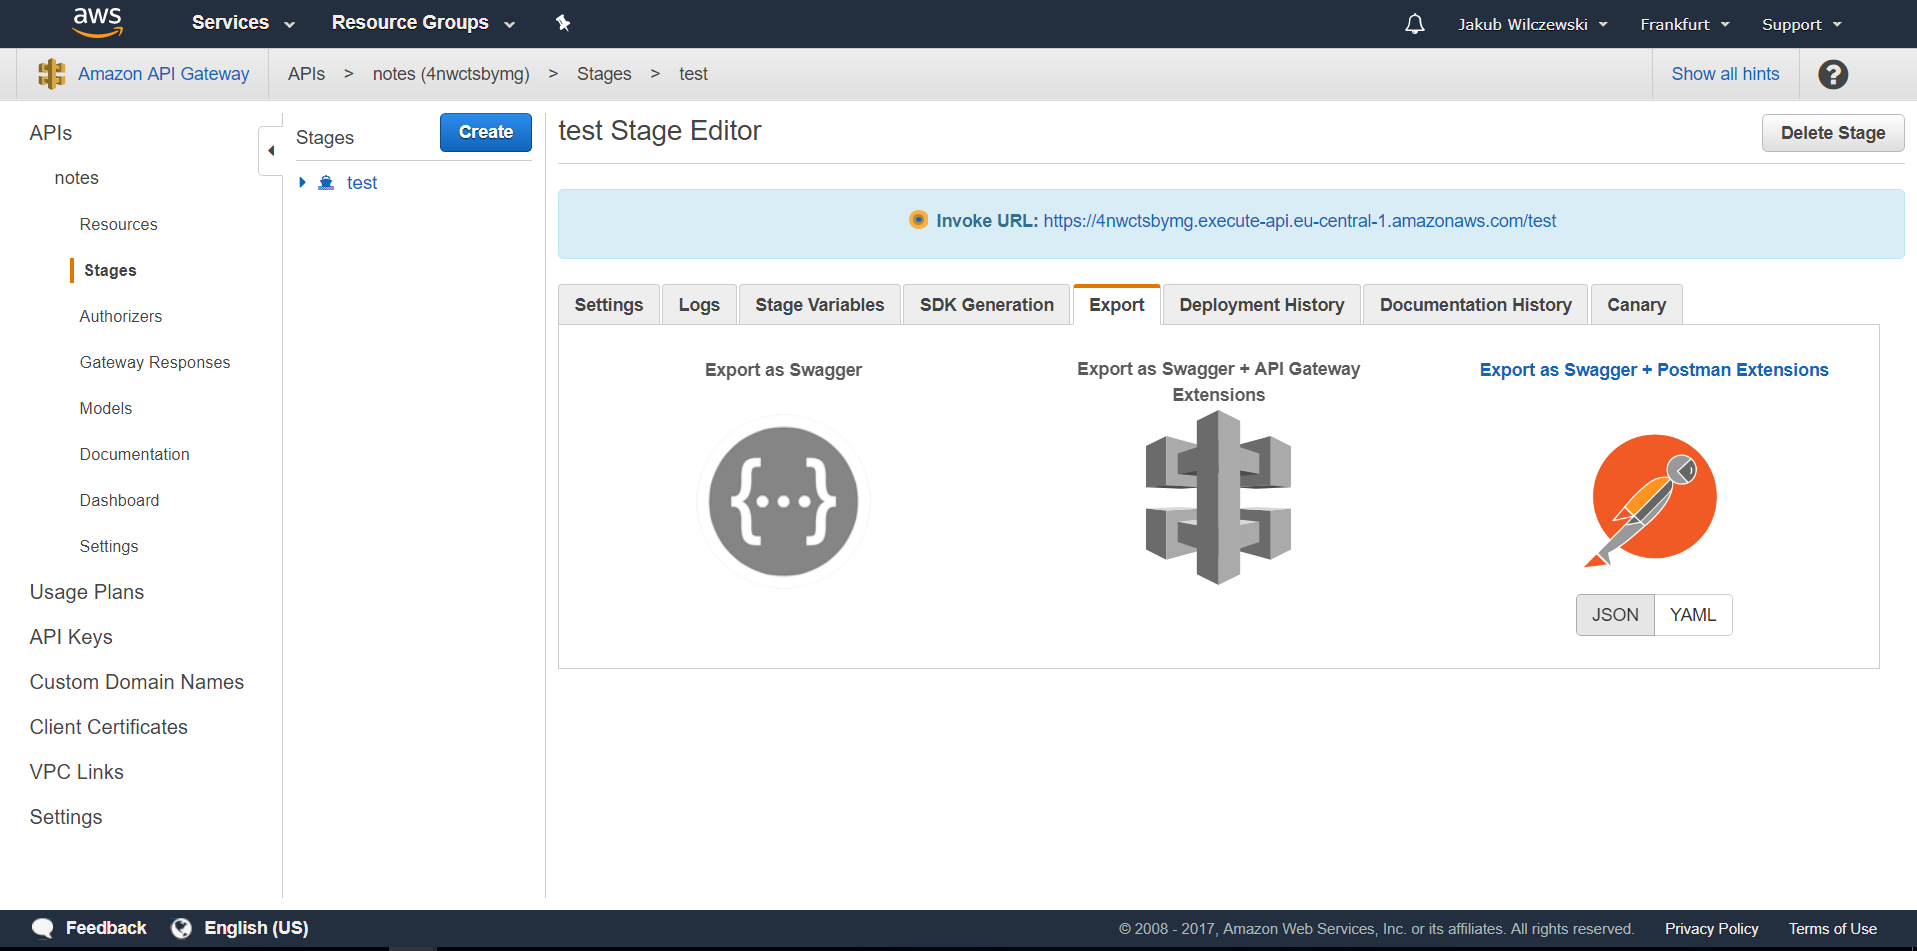 aws Services Resource Groups Jakub Wilczewski Frankfurt Support
Amazon API Gateway APIs > notes (4nwctsbymg) > Stages > test Show all hints ?
APIs
notes
Resources
Stages
Authorizers
Gateway Responses
Models
Documentation
Dashboard
Settings
Usage Plans
API Keys
Custom Domain Names
Client Certificates
VPC Links
Settings
Stages Create
test
test Stage Editor Delete Stage
Invoke URL: https://4nwctsbymg.execute-api.eu-central-1.amazonaws.com/test
Settings Logs Stage Variables SDK Generation Export Deployment History Documentation History Canary
Export as Swagger
{...}
Export as Swagger + API Gateway
Extensions
Export as Swagger + Postman Extensions
JSON YAML
Feedback English (US) © 2008 - 2017, Amazon Web Services, Inc. or its affiliates. All rights reserved. Privacy Policy Terms of Use